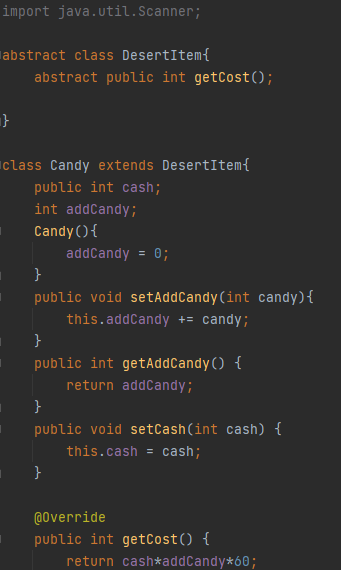 import java.util.Scanner;
abstract class DesertItem{
abstract public int getCost();
}
class Candy extends DesertItem{
public int cash;
int addCandy;
Candy(){
addCandy = 0;
}
public void setAddCandy(int candy){
this.addCandy += candy;
}
public int getAddCandy() {
return addCandy;
}
public void setCash(int cash) {
this.cash = cash;
}
@Override
public int getCost() {
return cash*addCandy*60;